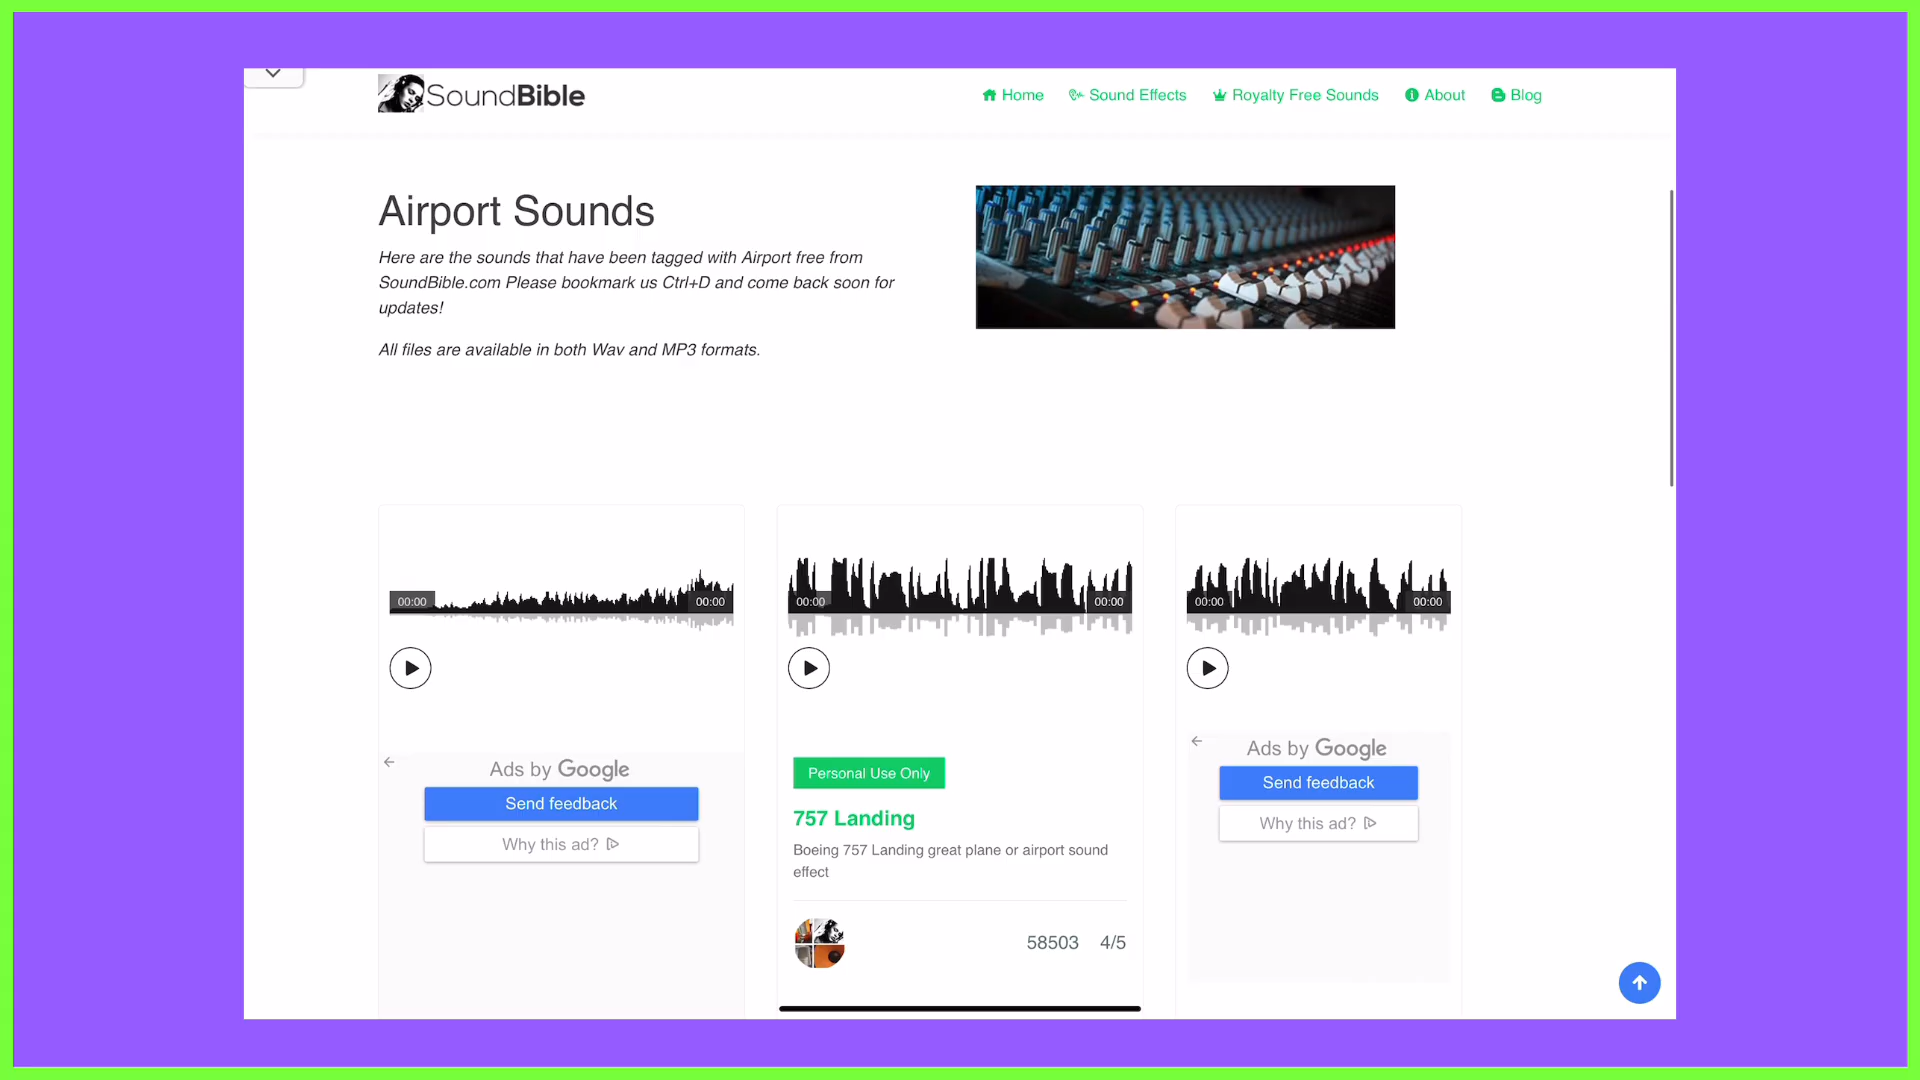 SoundBible
Home
Sound Effects
Royalty Free Sounds
About
Blog
Airport Sounds
Here are the sounds that have been tagged with Airport free from
SoundBible.com Please bookmark us Ctrl+D and come back soon for
updates!
All files are available in both Wav and MP3 formats.
00:00
00:00
00:00
00:00
00:00
00:00
Ads by Google
Send feedback
Why this ad?
Personal Use Only
757 Landing
Boeing 757 Landing great plane or airport sound
effect
58503
4/5
Ads by Google
Send feedback
Why this ad?